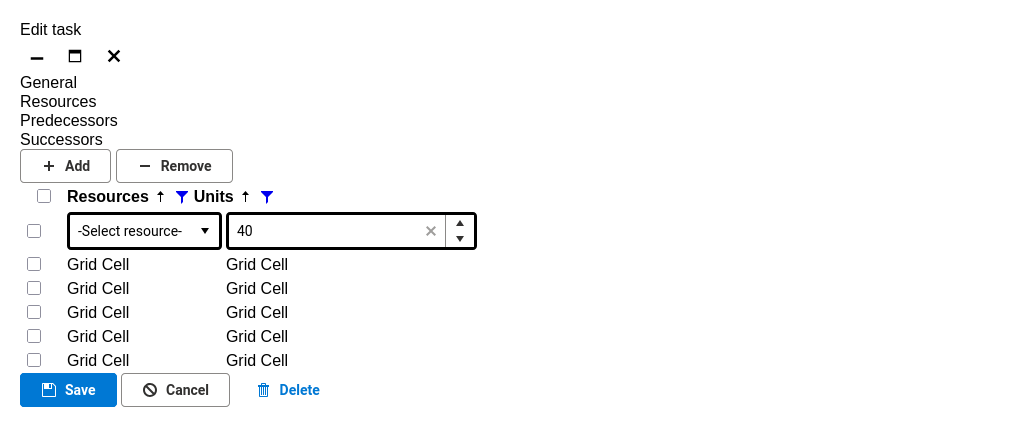 Edit task
General
Resources
Predecessors
Successors
Add Remove
Resources Units
-Select resource- 40
Grid Cell Grid Cell
Grid Cell Grid Cell
Grid Cell Grid Cell
Grid Cell Grid Cell
Grid Cell Grid Cell
Save Cancel Delete